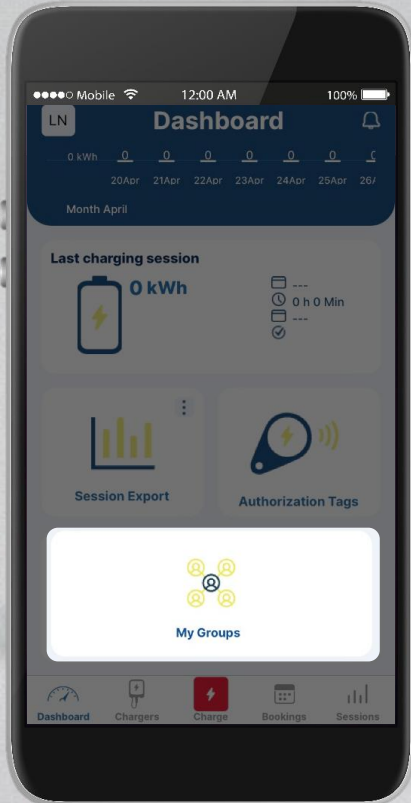 Mobile 12:00 AM 100%
LN Dashboard
0 kWh 0 0 0 0 0 0
20Apr 21Apr 22Apr 23Apr 24Apr 25Apr
Month April
Last charging session
0 kWh
---
0 h 0 Min
---
Session Export
Authorization Tags
My Groups
Dashboard Chargers Charge Bookings Sessions